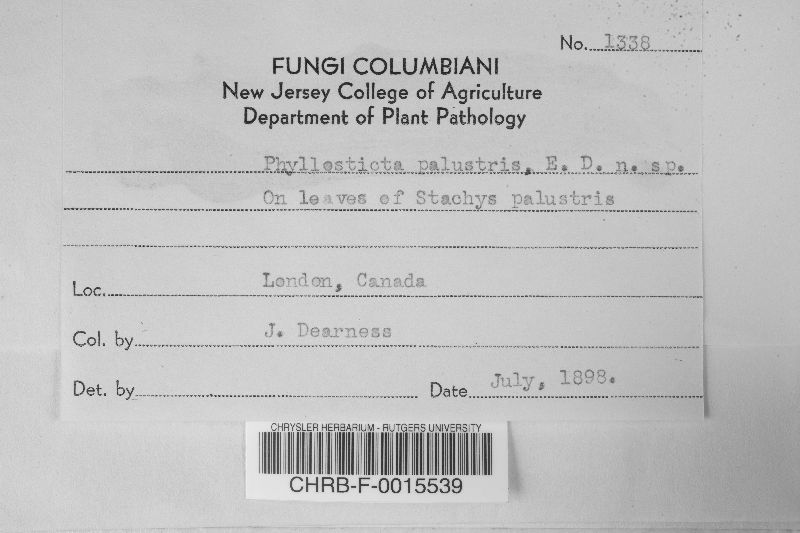 No. 1338
FUNGI COLUMBIANI
New Jersey College of Agriculture
Department of Plant Pathology
Phyllosticta palustris, E. D. n. sp.
On leaves of Stachys palustris
Loc. London, Canada
Col. by J. Dearness
Det. by
Date July, 1898.
CHRYSLER HERBARIUM - RUTGERS UNIVERSITY
CHRB-F-0015539